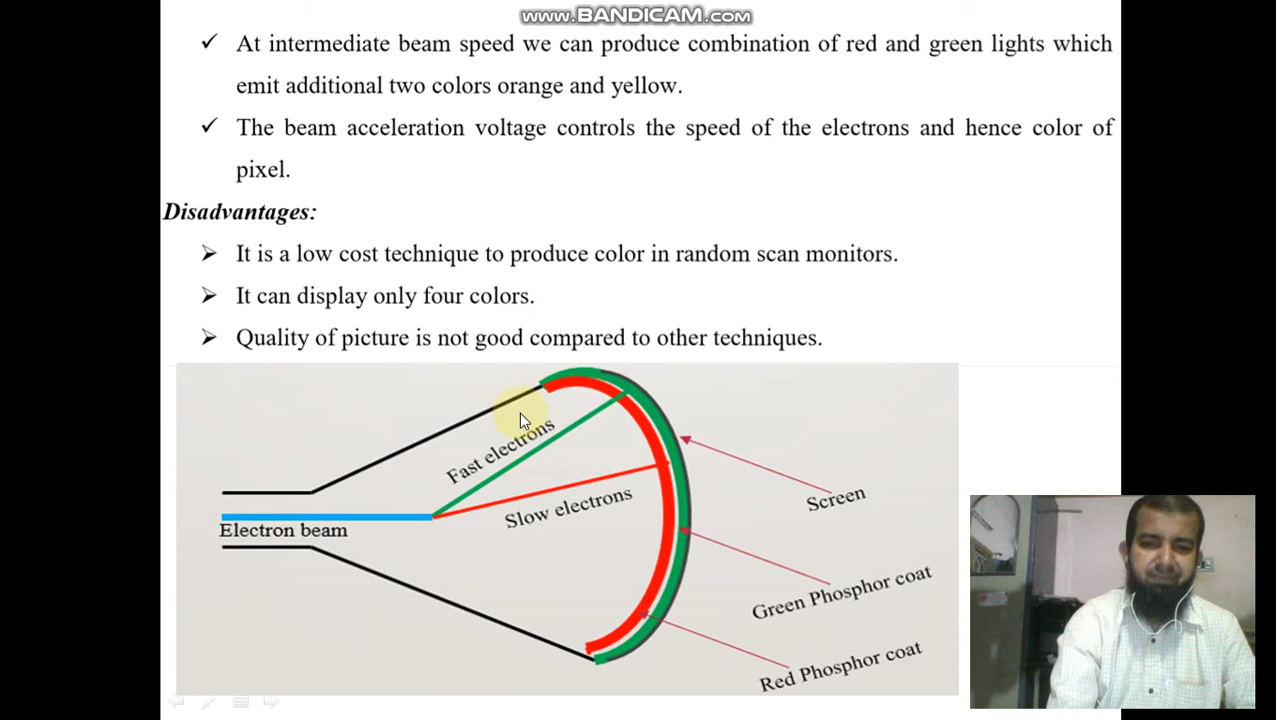 www.BANDICAM.com
✓ At intermediate beam speed we can produce combination of red and green lights which
emit additional two colors orange and yellow.
✓ The beam acceleration voltage controls the speed of the electrons and hence color of
pixel.
Disadvantages:
➢ It is a low cost technique to produce color in random scan monitors.
➢ It can display only four colors.
➢ Quality of picture is not good compared to other techniques.
Fast electrons
Slow electrons
Screen
Electron beam
Green Phosphor coat
Red Phosphor coat